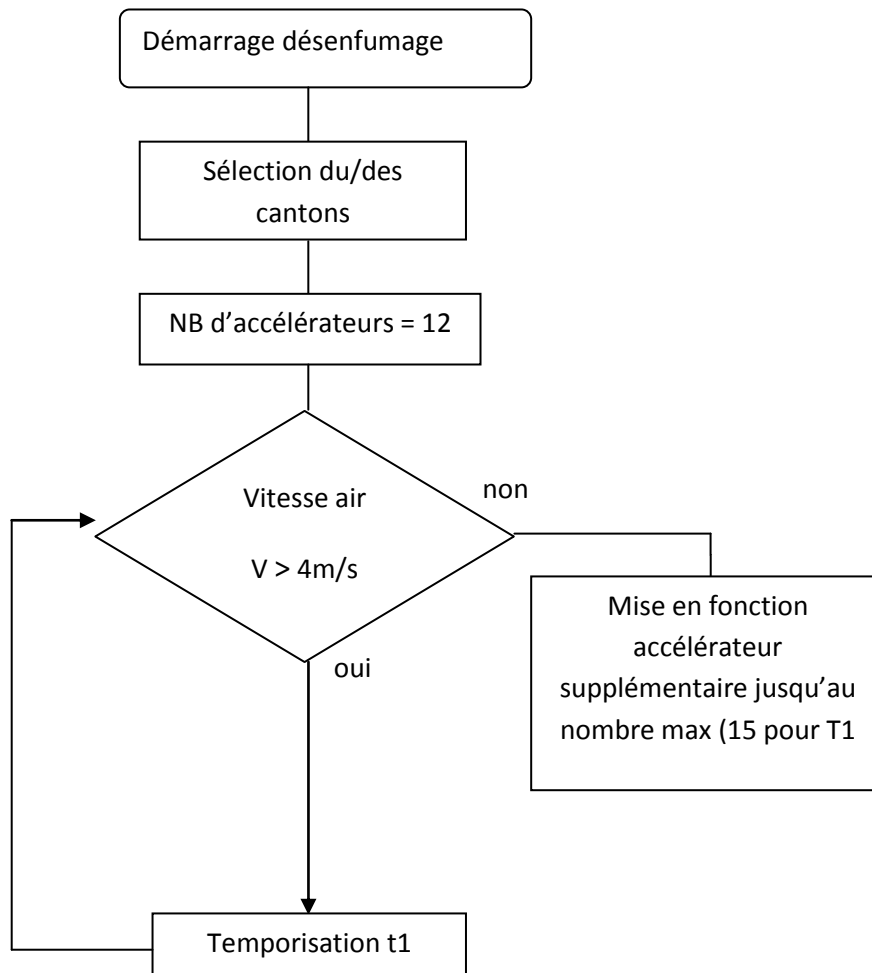 Démarrage désenfumage
Sélection du/des
cantons
NB d’accélérateurs = 12
Vitesse air
V > 4m/s
non
oui
Mise en fonction
accélérateur
supplémentaire jusqu’au
nombre max (15 pour T1
Temporisation t1